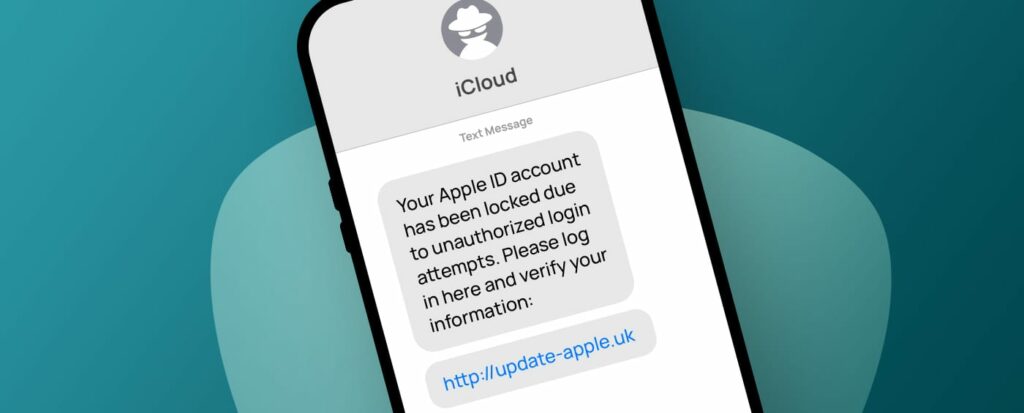 iCloud
Text Message
Your Apple ID account
has been locked due
to unauthorized login
attempts. Please log
in here and verify your
information:
http://update-apple.uk